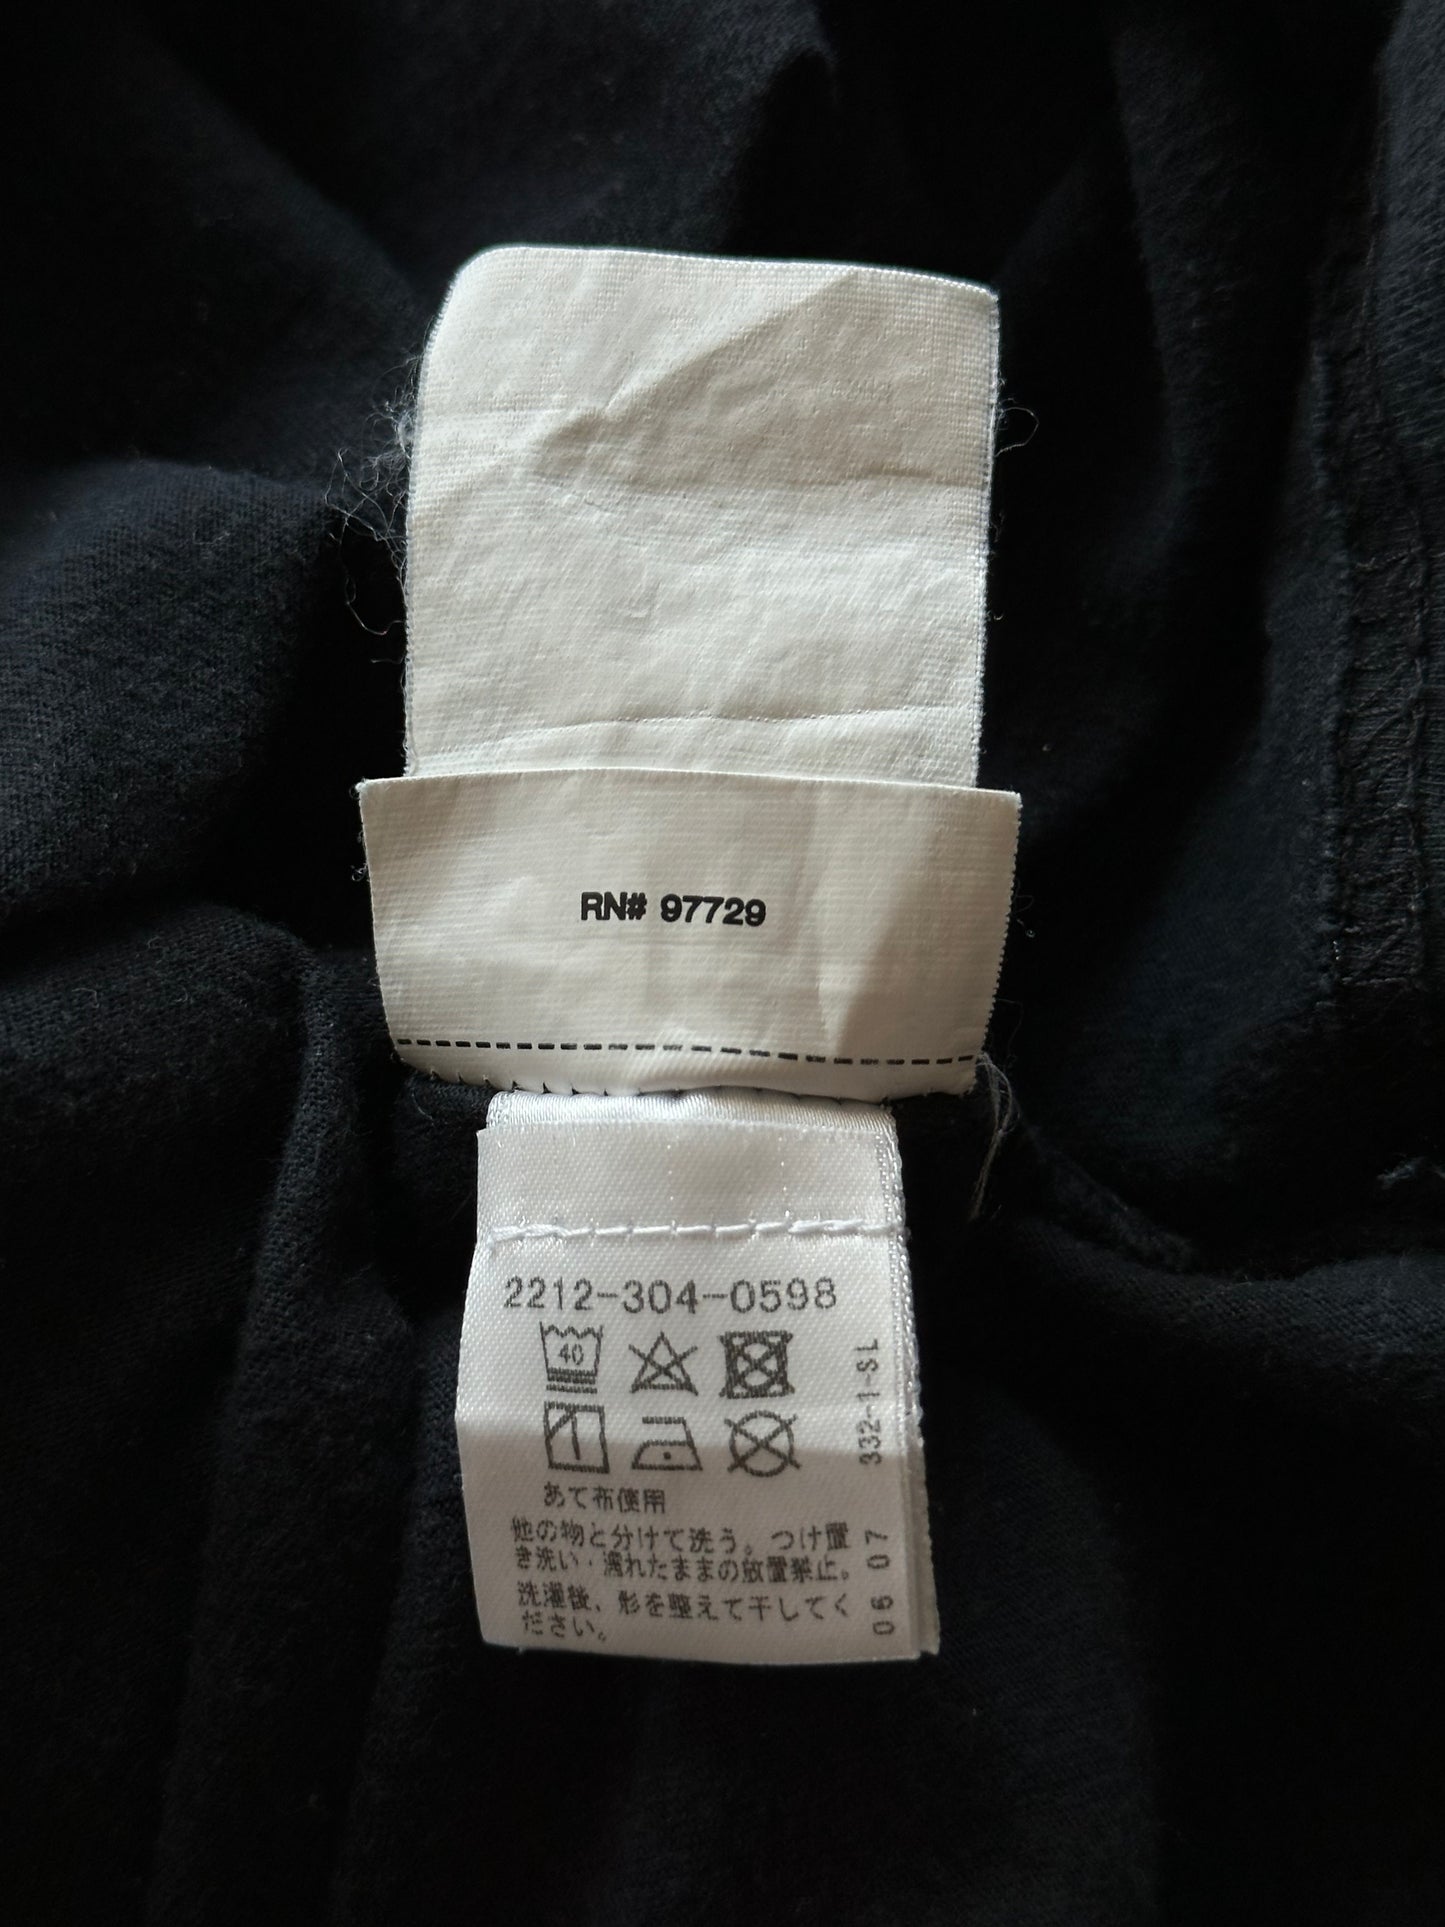 RN# 97729
2212-304-0598
40
332-1-SL
あて布使用
他の物と分けて洗う。つけ置
き洗い・濡れたままの放置禁止。
洗濯後、形を整えて干してく
ださい。
06 07